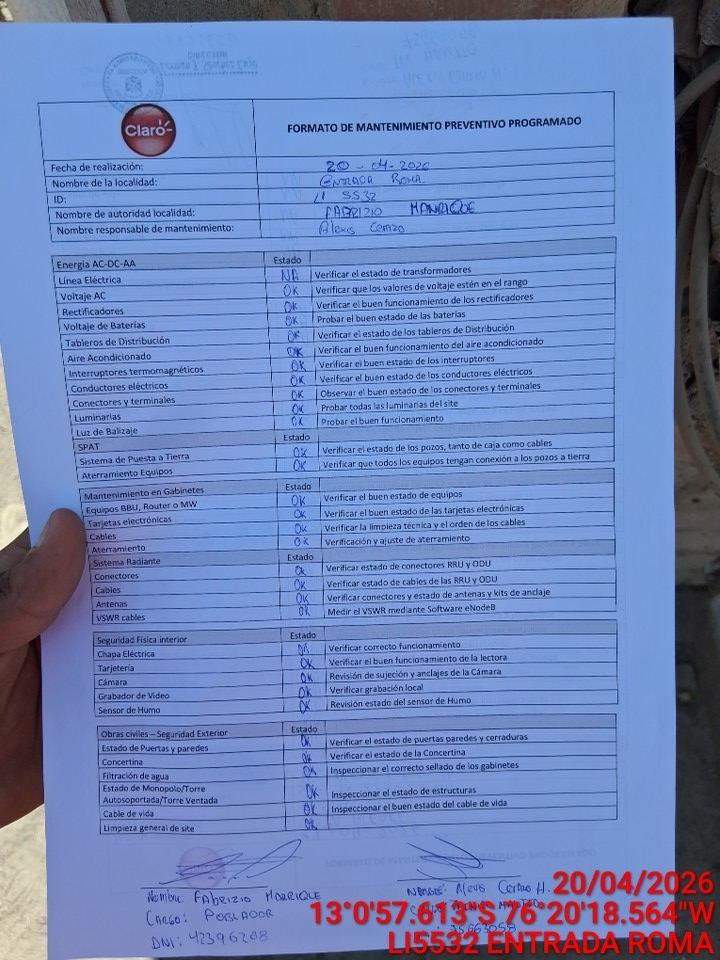 Claro-
FORMATO DE MANTENIMIENTO PREVENTIVO PROGRAMADO
Fecha de realización: 20-04-2026
Nombre de la localidad: ENTRADA ROMA
ID: LI 5532
Nombre de autoridad localidad: FABRIZIO MANRIQUE
Nombre responsable de mantenimiento: Alexis Cerazo
Energía AC-DC-AA Estado
Línea Eléctrica NA Verificar el estado de transformadores
Voltaje AC OK Verificar que los valores de voltaje estén en el rango
Rectificadores OK Verificar el buen funcionamiento de los rectificadores
Voltaje de Baterías OK Probar el buen estado de las baterías
Tableros de Distribución OK Verificar el estado de los tableros de Distribución
Aire Acondicionado OK Verificar el buen funcionamiento del aire acondicionado
Interruptores termomagnéticos OK Verificar el buen estado de los interruptores
Conductores eléctricos OK Verificar el buen estado de los conductores eléctricos
Conectores y terminales OK Observar el buen estado de los conectores y terminales
Luminarias OK Probar todas las luminarias del site
Luz de Balizaje OK Probar el buen funcionamiento
SPAT Estado
Sistema de Puesta a Tierra OK Verificar el estado de los pozos, tanto de caja como cables
Aterramiento Equipos OK Verificar que todos los equipos tengan conexión a los pozos a tierra
Mantenimiento en Gabinetes Estado
Equipos BBU, Router o MW OK Verificar el buen estado de equipos
Tarjetas electrónicas OK Verificar el buen estado de las tarjetas electrónicas
Cables OK Verificar la limpieza técnica y el orden de los cables
Aterramiento OK Verificación y ajuste de aterramiento
Sistema Radiante Estado
Conectores OK Verificar estado de conectores RRU y ODU
Cables OK Verificar estado de cables de las RRU y ODU
Antenas OK Verificar conectores y estado de antenas y kits de anclaje
VSWR cables OK Medir el VSWR mediante Software eNodeB
Seguridad Física interior Estado
Chapa Eléctrica OK Verificar correcto funcionamiento
Tarjetería OK Verificar el buen funcionamiento de la lectora
Cámara OK Revisión de sujeción y anclajes de la Cámara
Grabador de Video OK Verificar grabación local
Sensor de Humo OK Revisión estado del sensor de Humo
Obras civiles – Seguridad Exterior Estado
Estado de Puertas y paredes OK Verificar el estado de puertas paredes y cerraduras
Concertina OK Verificar el estado de la Concertina
Filtración de agua OK Inspeccionar el correcto sellado de los gabinetes
Estado de Monopolo/Torre
Autosoportada/Torre Ventada OK Inspeccionar el estado de estructuras
Cable de vida OK Inspeccionar el buen estado del cable de vida
Limpieza general de site OK
Nombre: FABRIZIO MANRIQUE
CARGO: POBLADOR
DNI: 42396268
NOMBRE: Alexis Cerazo H.
20/04/2026
13°0'57.613"S 76°20'18.564"W
LI5532 ENTRADA ROMA